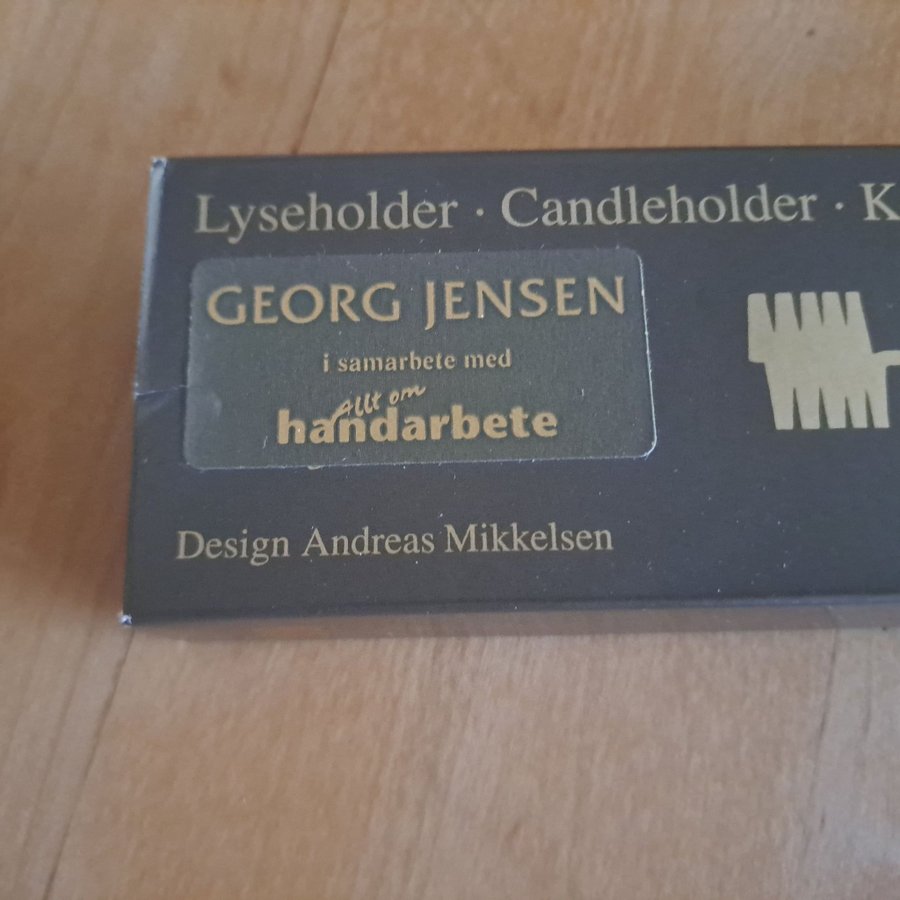 Lyseholder · Candleholder · K
GEORG JENSEN
i samarbete med
Allt om
handarbete
Design Andreas Mikkelsen